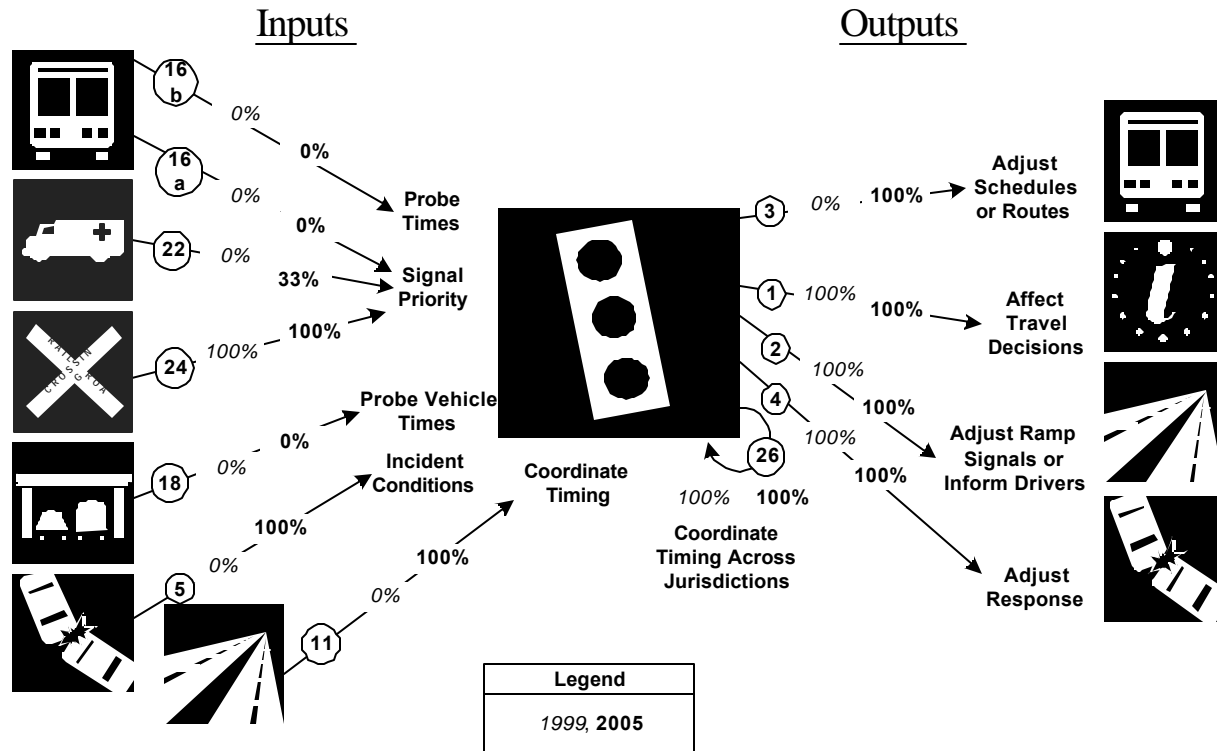 Inputs
Outputs
16
b
0%
0%
Probe
Times
16
a
0%
0%
22
0%
33%
Signal
Priority
RAILROAD
CROSSING
24
100%
100%
18
0%
0%
Probe Vehicle
Times
5
0%
100%
Incident
Conditions
11
0%
100%
Coordinate
Timing
3
0%
100%
Adjust
Schedules
or Routes
1
100%
100%
Affect
Travel
Decisions
i
2
100%
100%
Adjust Ramp
Signals or
Inform Drivers
4
100%
100%
Adjust
Response
26
100%
100%
Coordinate
Timing Across
Jurisdictions
Legend
1999, 2005